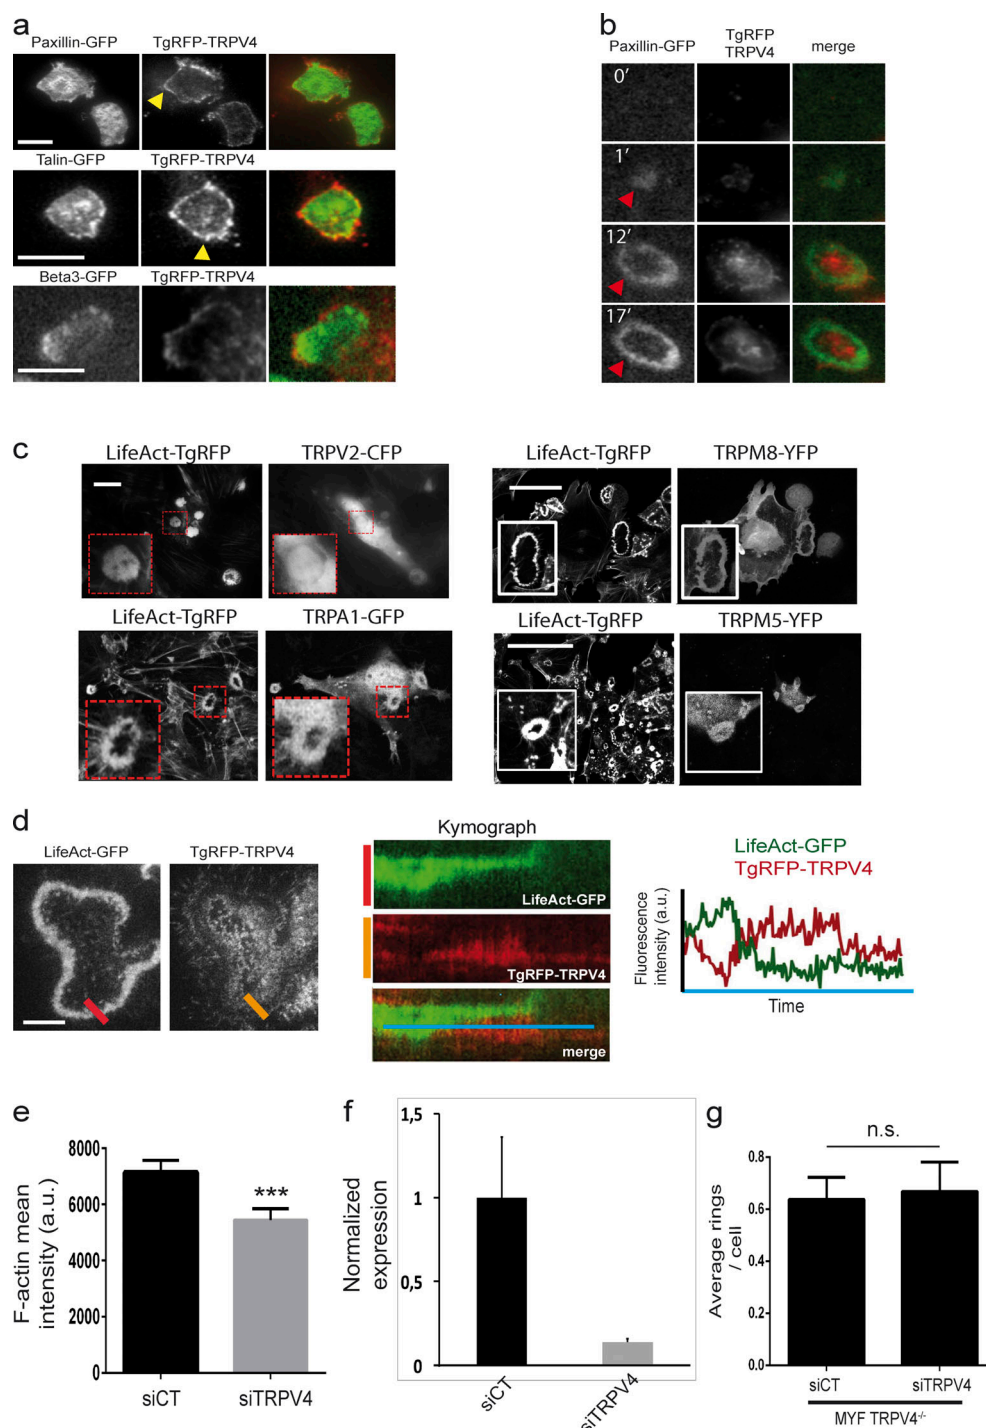 a
Paxillin-GFP TgRFP-TRPV4
Talin-GFP TgRFP-TRPV4
Beta3-GFP TgRFP-TRPV4
b
Paxillin-GFP TgRFP TRPV4 merge
0'
1'
12'
17'
c
LifeAct-TgRFP TRPV2-CFP
LifeAct-TgRFP TRPM8-YFP
LifeAct-TgRFP TRPA1-GFP
LifeAct-TgRFP TRPM5-YFP
d
LifeAct-GFP TgRFP-TRPV4
Kymograph
LifeAct-GFP
TgRFP-TRPV4
merge
LifeAct-GFP
TgRFP-TRPV4
Fluorescence
intensity (a.u.)
Time
e
F-actin mean
intensity (a.u.)
8000
6000
4000
2000
0
***
siCT siTRPV4
f
Normalized
expression
1,5
1
0,5
0
siCT
siTRPV4
g
n.s.
Average rings
/ cell
0.8
0.6
0.4
0.2
0.0
siCT siTRPV4
MYF TRPV4-/-